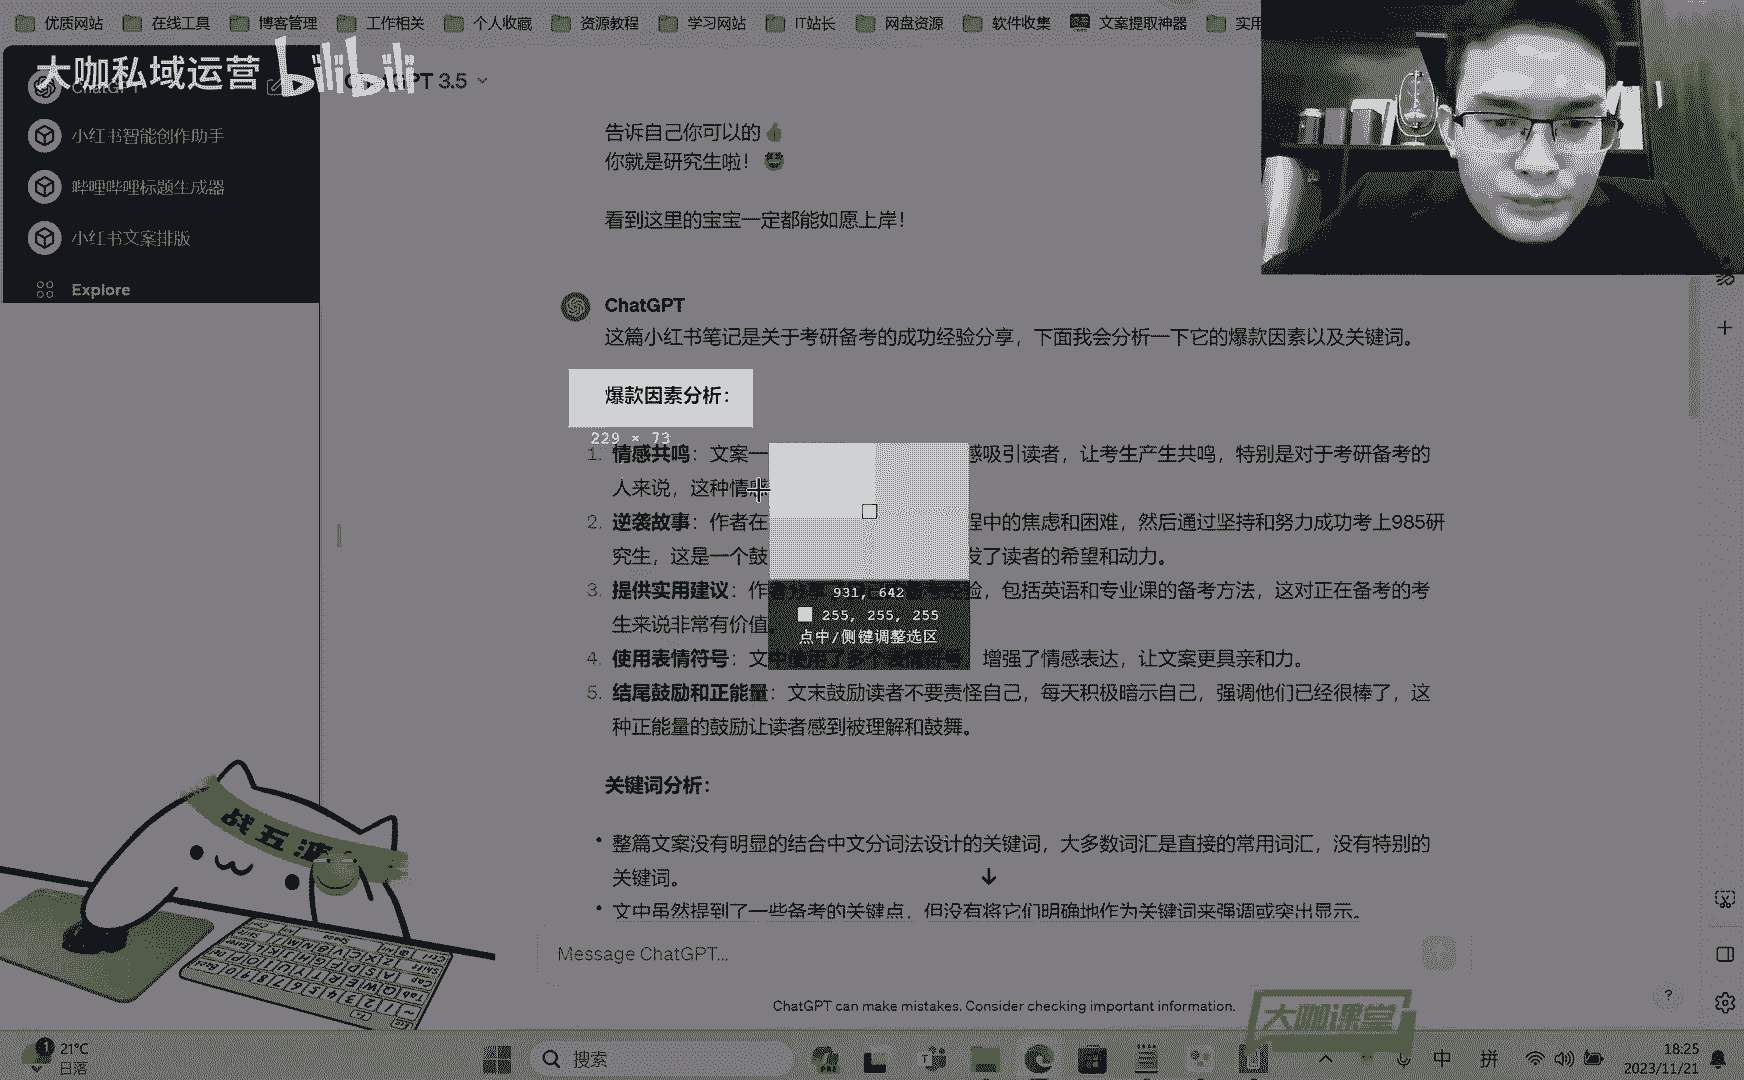 优质网站
在线工具
博客管理
工作相关
个人收藏
资源教程
学习网站
IT站长
网盘资源
软件收集
文案提取神器
实用
大咖私域运营 bilibili
ChatGPT
GPT 3.5
小红书智能创作助手
哔哩哔哩标题生成器
小红书文案排版
Explore
告诉自己你可以的👍
你就是研究生啦！🤩
看到这里的宝宝一定都能如愿上岸！
ChatGPT
这篇小红书笔记是关于考研备考的成功经验分享，下面我会分析一下它的爆款因素以及关键词。
爆款因素分析：
229 × 73
1. 情感共鸣：文案一 感吸引读者，让考生产生共鸣，特别是对于考研备考的
人来说，这种情感
2. 逆袭故事：作者在 程中的焦虑和困难，然后通过坚持和努力成功考上985研
究生，这是一个鼓 发了读者的希望和动力。
3. 提供实用建议：作 验，包括英语和专业课的备考方法，这对正在备考的考
生来说非常有价值。
4. 使用表情符号：文中使用了多个表情符号，增强了情感表达，让文案更具亲和力。
5. 结尾鼓励和正能量：文末鼓励读者不要责怪自己，每天积极暗示自己，强调他们已经很棒了，这
种正能量的鼓励让读者感到被理解和鼓舞。
931, 642
255, 255, 255
点中/侧键调整选区
关键词分析：
• 整篇文案没有明显的结合中文分词法设计的关键词，大多数词汇是直接的常用词汇，没有特别的
关键词。
• 文中虽然提到了一些备考的关键点，但没有将它们明确地作为关键词来强调或突出显示。
Message ChatGPT...
ChatGPT can make mistakes. Consider checking important information.
?
大咖课堂
战五渣
1
21°C
日落
搜索
中
拼
18:25
2023/11/21